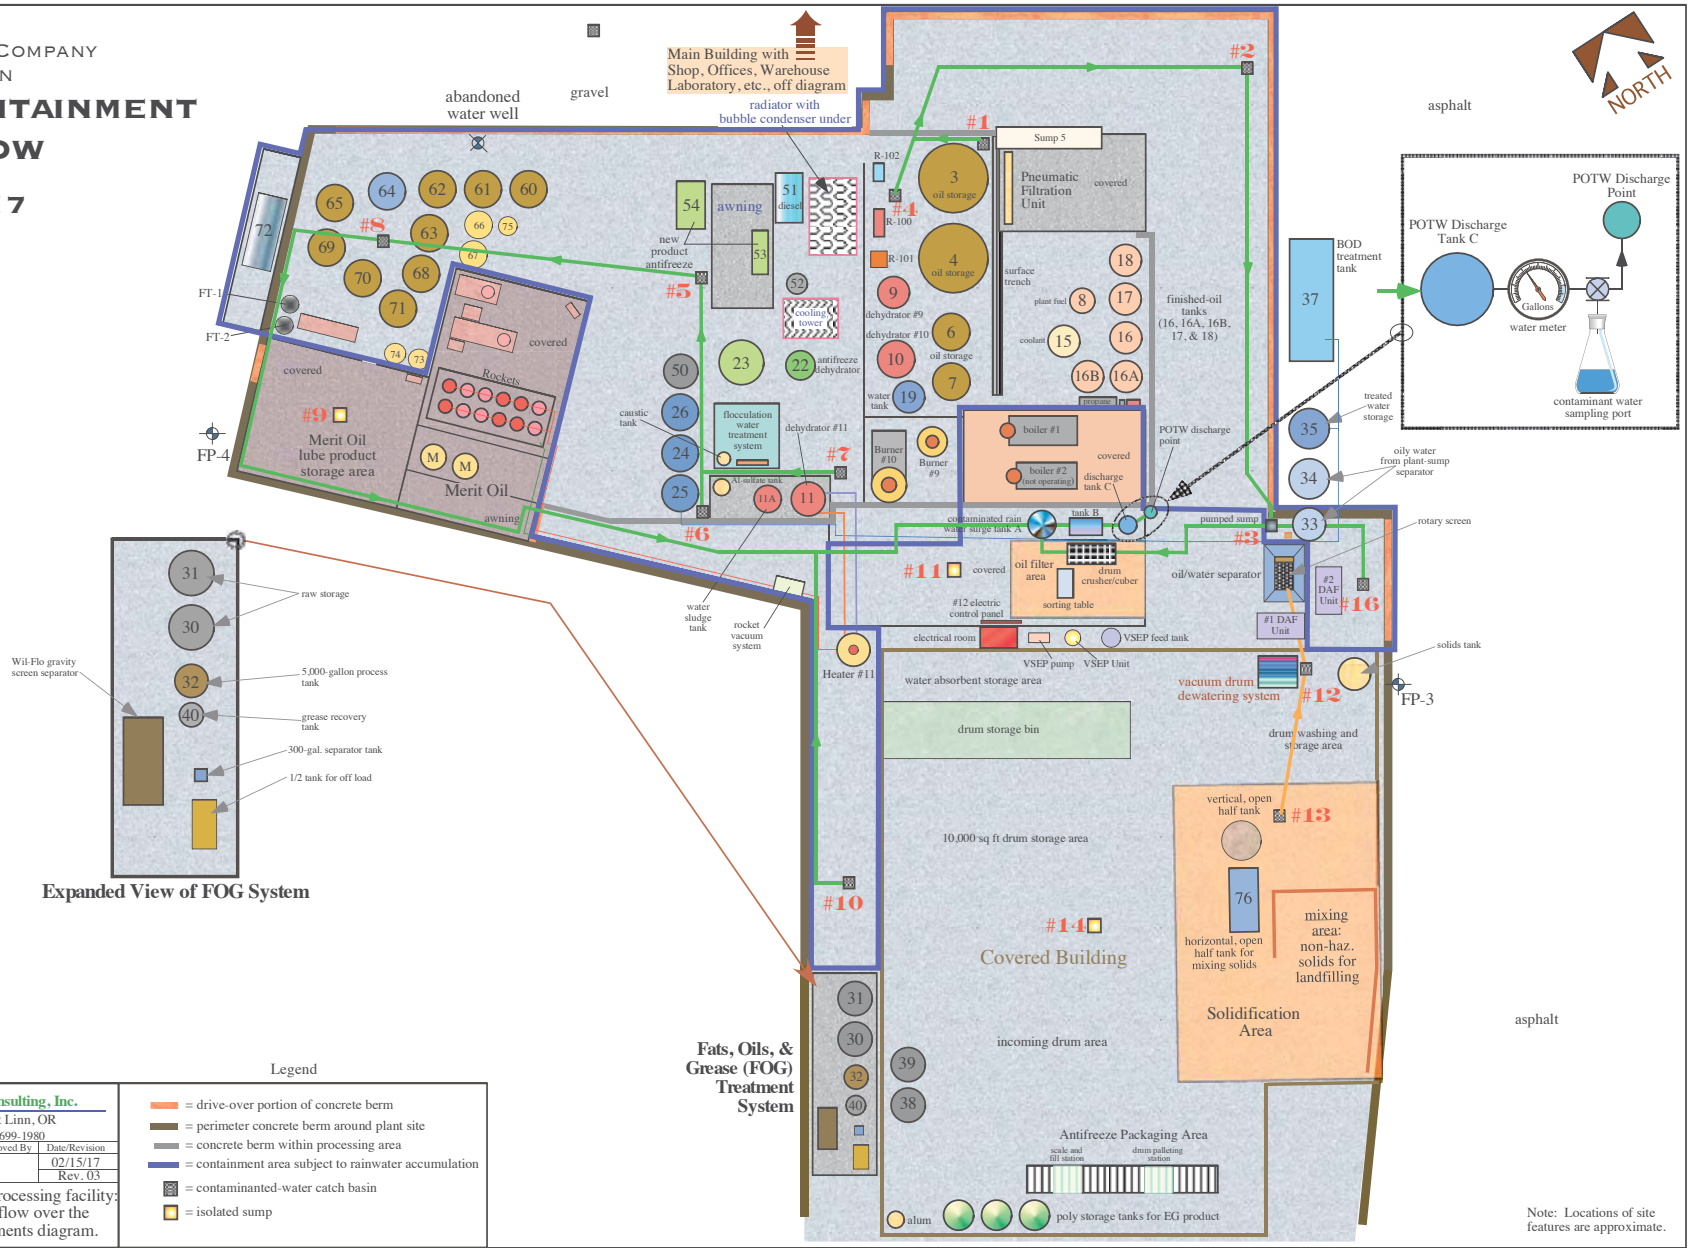 COMPANY
N
NTAINMENT
OW
7
Main Building with
Shop, Offices, Warehouse
Laboratory, etc., off diagram
radiator with
bubble condenser under
abandoned
water well
gravel
#2
NORTH
asphalt
#1
Sump 5
R-102
3
oil storage
Pneumatic
Filtration
Unit
covered
#4
R-100
R-101
4
oil storage
POTW Discharge
Point
POTW Discharge
Tank C
Gallons
water meter
contaminant water
sampling port
BOD
treatment
tank
37
72
65
64
62
61
60
#8
66
75
69
63
67
70
68
71
74
73
FT-1
FT-2
54
awning
53
new
product
antifreeze
51
diesel
52
cooling
tower
#5
9
dehydrator #9
dehydrator #10
10
6
oil storage
7
water
tank
19
surface
trench
plant fuel
8
coolant
15
18
17
16
16B
16A
propane
finished-oil
tanks
(16, 16A, 16B,
17, & 18)
covered
covered
Rockets
#9
Merit Oil
lube product
storage area
M
M
Merit Oil
awning
FP-4
50
23
22
antifreeze
dehydrator
caustic
tank
26
24
25
flocculation
water
treatment
system
dehydrator #11
Al-sulfate tank
11A
11
#7
#6
Burner
#10
Burner
#9
boiler #1
boiler #2
(not operating)
covered
discharge
tank C
POTW discharge
point
contaminated rain
water surge tank A
tank B
pumped sump
#3
treated
water
storage
35
oily water
from plant-sump
separator
34
33
rotary screen
#11
covered
oil filter
area
drum
crusher/cuber
sorting table
oil/water separator
#2
DAF
Unit
#16
#1 DAF
Unit
#12 electric
control panel
electrical room
VSEP pump
VSEP Unit
VSEP feed tank
water
sludge
tank
rocket
vacuum
system
Heater #11
31
raw storage
30
Wil-Flo gravity
screen separator
32
5,000-gallon process
tank
40
grease recovery
tank
300-gal. separator tank
1/2 tank for off load
Expanded View of FOG System
water absorbent storage area
vacuum drum
dewatering system
#12
solids tank
FP-3
drum storage bin
drum washing and
storage area
vertical, open
half tank
#13
10,000 sq ft drum storage area
#10
76
horizontal, open
half tank for
mixing solids
mixing
area:
non-haz.
solids for
landfilling
#14
Covered Building
Solidification
Area
asphalt
incoming drum area
Fats, Oils, &
Grease (FOG)
Treatment
System
31
30
32
40
39
38
Antifreeze Packaging Area
scale and
fill station
drum palleting
station
alum
poly storage tanks for EG product
Legend
= drive-over portion of concrete berm
= perimeter concrete berm around plant site
= concrete berm within processing area
= containment area subject to rainwater accumulation
= contaminanted-water catch basin
= isolated sump
nsulting, Inc.
t Linn, OR
699-1980
oved By
Date/Revision
02/15/17
Rev. 03
rocessing facility:
flow over the
ments diagram.
Note: Locations of site
features are approximate.